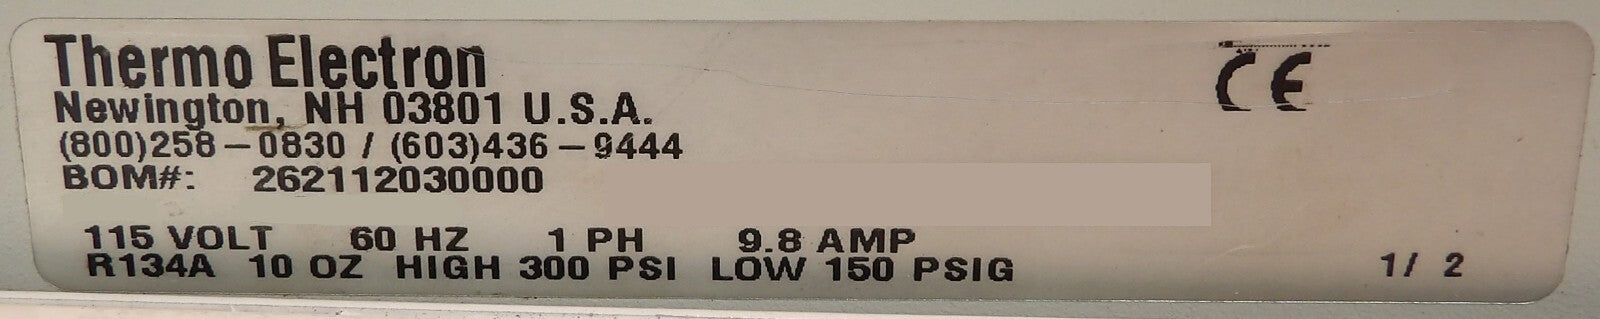 Thermo Electron
Newington, NH 03801 U.S.A.
(800)258-0830 / (603)436-9444
BOM#: 262112030000
115 VOLT 60 HZ 1 PH 9.8 AMP
R134A 10 OZ HIGH 300 PSI LOW 150 PSIG
1/ 2
CE